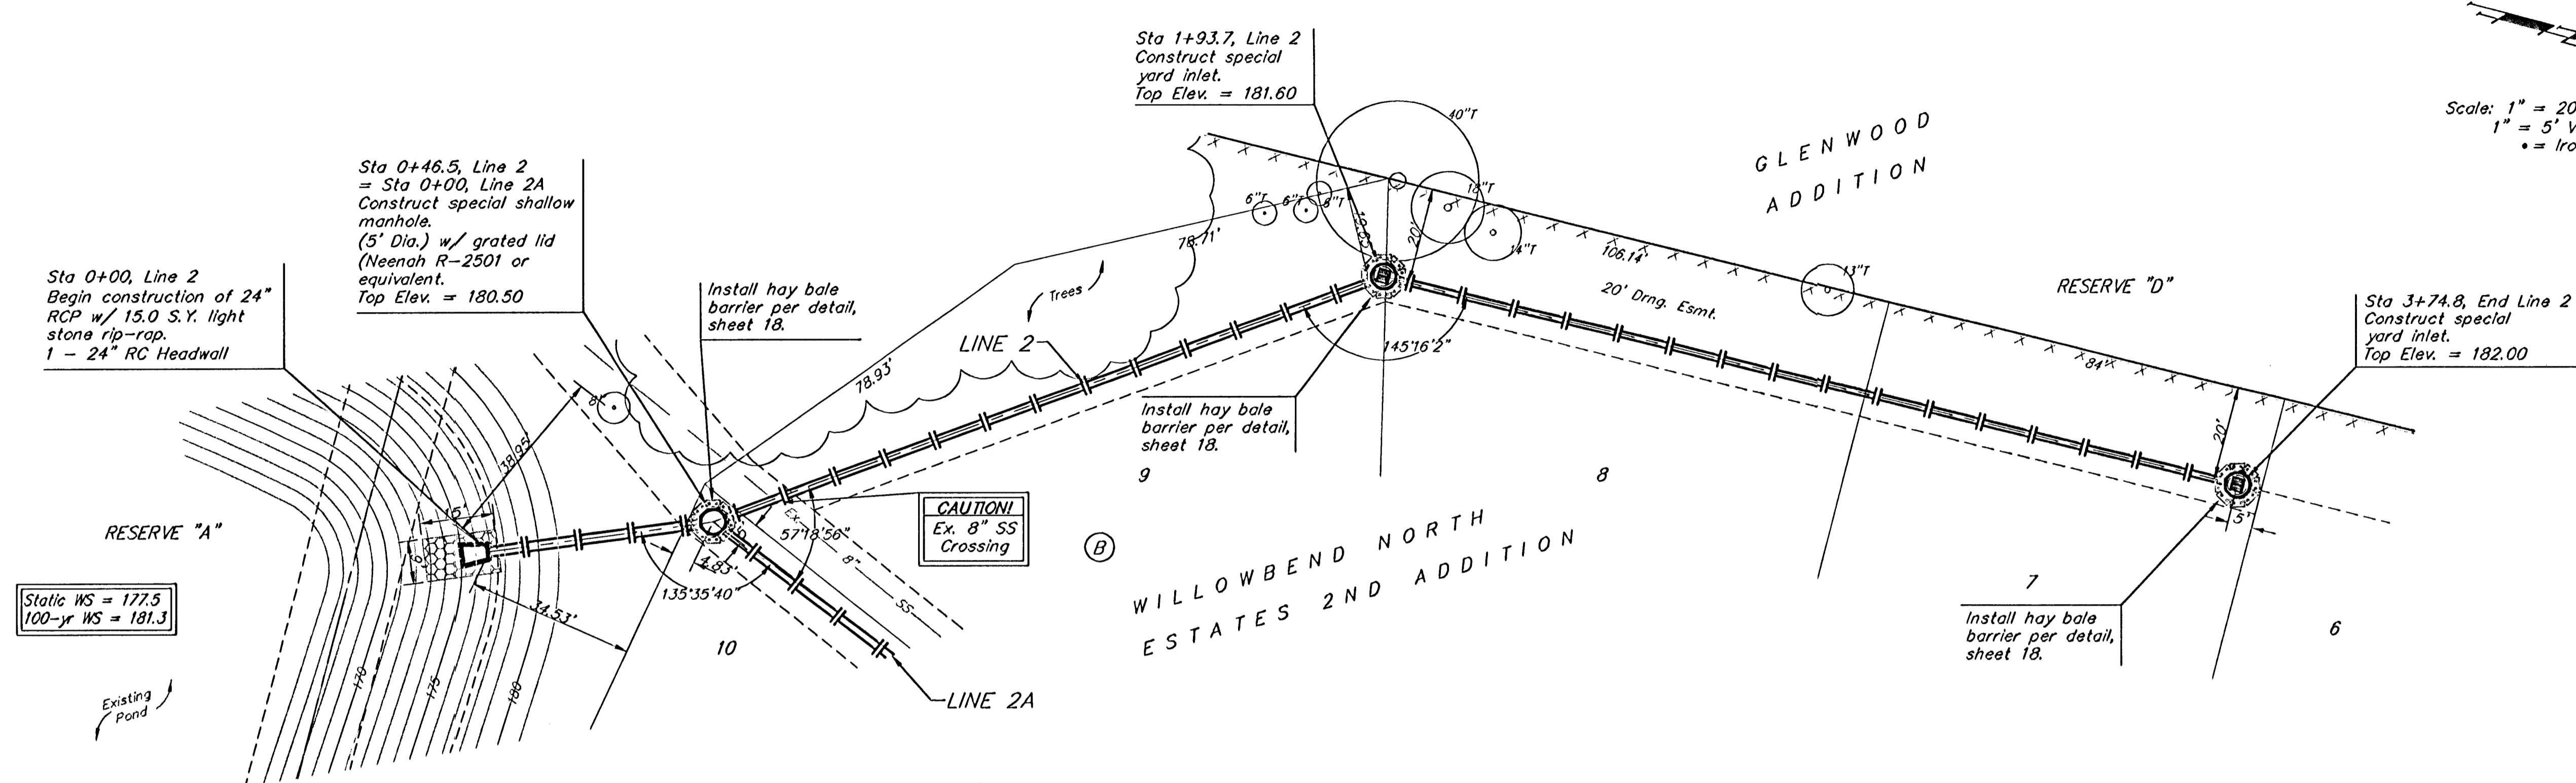 Sta 1+93.7, Line 2
Construct special
yard inlet.
Top Elev. = 181.60
Scale: 1" = 20
1" = 5' V
• = Iro
40"T
GLENWOOD
ADDITION
Sta 0+46.5, Line 2
= Sta 0+00, Line 2A
Construct special shallow
manhole.
(5' Dia.) w/ grated lid
(Neenah R-2501 or
equivalent.
Top Elev. = 180.50
6"T
6"T
8"T
18"T
14"T
12.65'
20'
78.71'
106.14'
13"T
RESERVE "D"
20' Drng. Esmt.
Sta 0+00, Line 2
Begin construction of 24"
RCP w/ 15.0 S.Y. light
stone rip-rap.
1 - 24" RC Headwall
Install hay bale
barrier per detail,
sheet 18.
Trees
LINE 2
78.93'
145°16'2"
84'
Sta 3+74.8, End Line 2
Construct special
yard inlet.
Top Elev. = 182.00
Install hay bale
barrier per detail,
sheet 18.
8"
38.95'
20'
9
8
5'
RESERVE "A"
15'
57°18'56"
Ex.
8"
SS
4.83'
135°35'40"
CAUTION!
Ex. 8" SS
Crossing
B
WILLOWBEND NORTH
ESTATES 2ND ADDITION
Static WS = 177.5
100-yr WS = 181.3
34.53'
10
7
Install hay bale
barrier per detail,
sheet 18.
6
170
175
180
Existing
Pond
LINE 2A